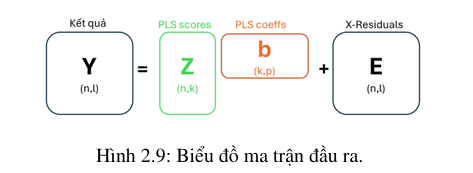 Kết quả PLS scores PLS coeffs X-Residuals
Y = Z b + E
(n,l) (n,k) (k,p) (n,l)
Hình 2.9: Biểu đồ ma trận đầu ra.